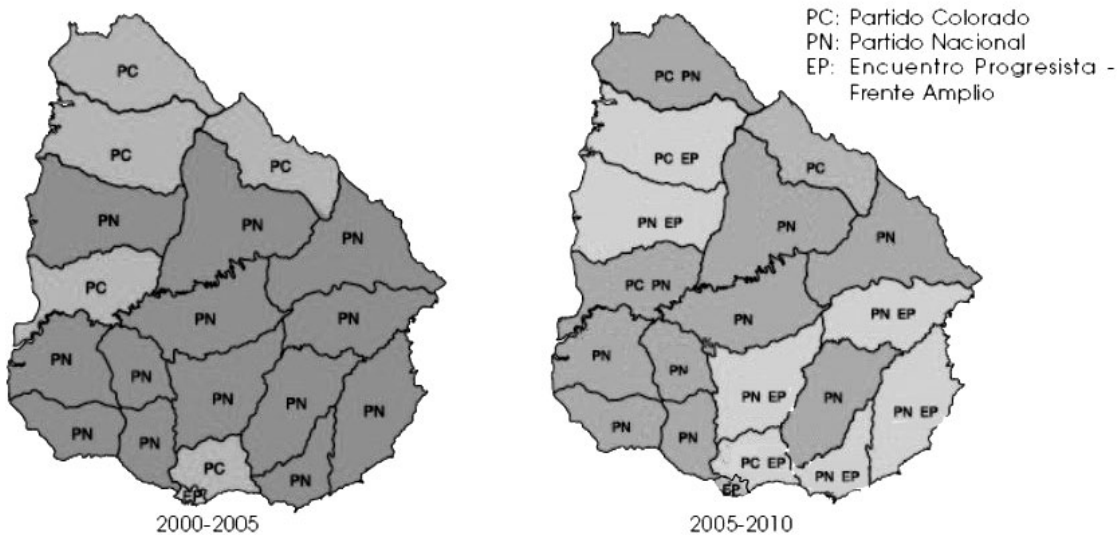 PC: Partido Colorado
PN: Partido Nacional
EP: Encuentro Progresista -
Frente Amplio
PC
PC
PC
PN
PN
PN
PC
PN
PN
PN
PN
PN
PN
PN
PN
PN
PC
PN
EP
2000-2005
PC PN
PC EP
PC
PN EP
PN
PN
PC PN
PN EP
PN
PN
PN
PN EP
PN
PN EP
PN
PN
PC EP
PN EP
EP
2005-2010